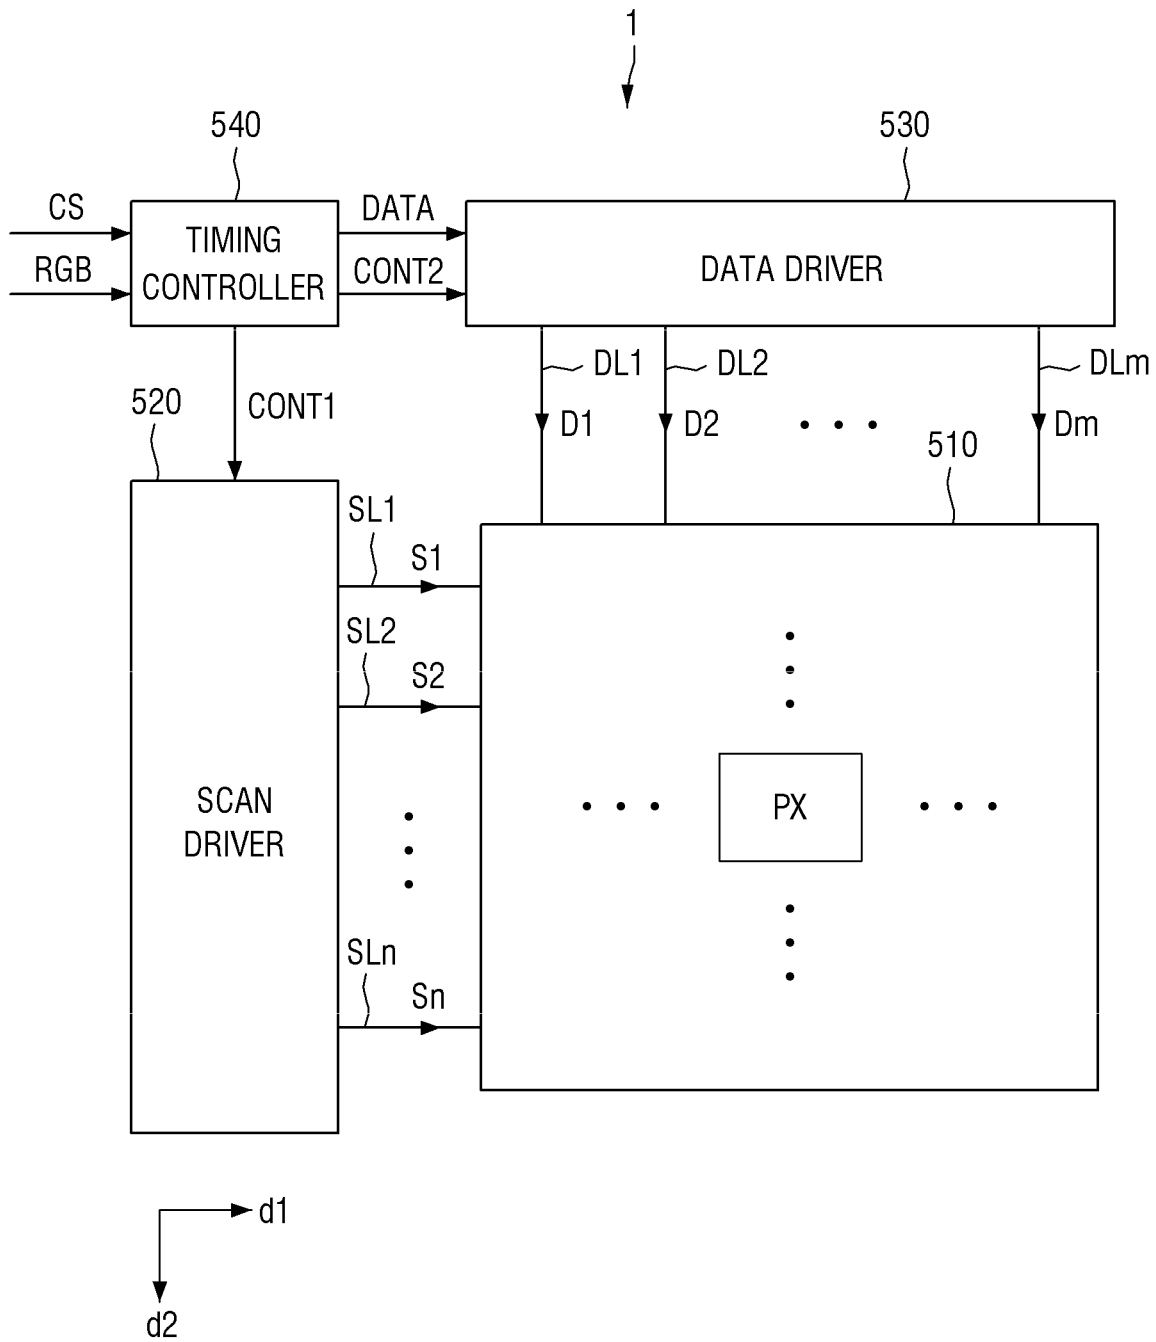 1
540
530
CS
DATA
TIMING
CONTROLLER
RGB
CONT2
DATA DRIVER
DL1
DL2
DLm
520
CONT1
D1
D2
Dm
510
SL1
S1
SL2
S2
SCAN
DRIVER
PX
SLn
Sn
d1
d2